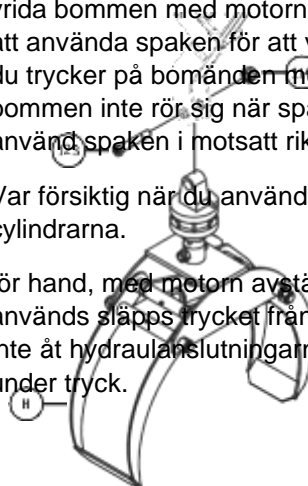 vrida bommen med motorn
att använda spaken för att v
du trycker på bomänden m
bommen inte rör sig när spa
använd spaken i motsatt rik
Var försiktig när du använd
cylindrarna.
för hand, med motorn avstä
används släpps trycket från
inte åt hydraulanslutningar
under tryck.
H